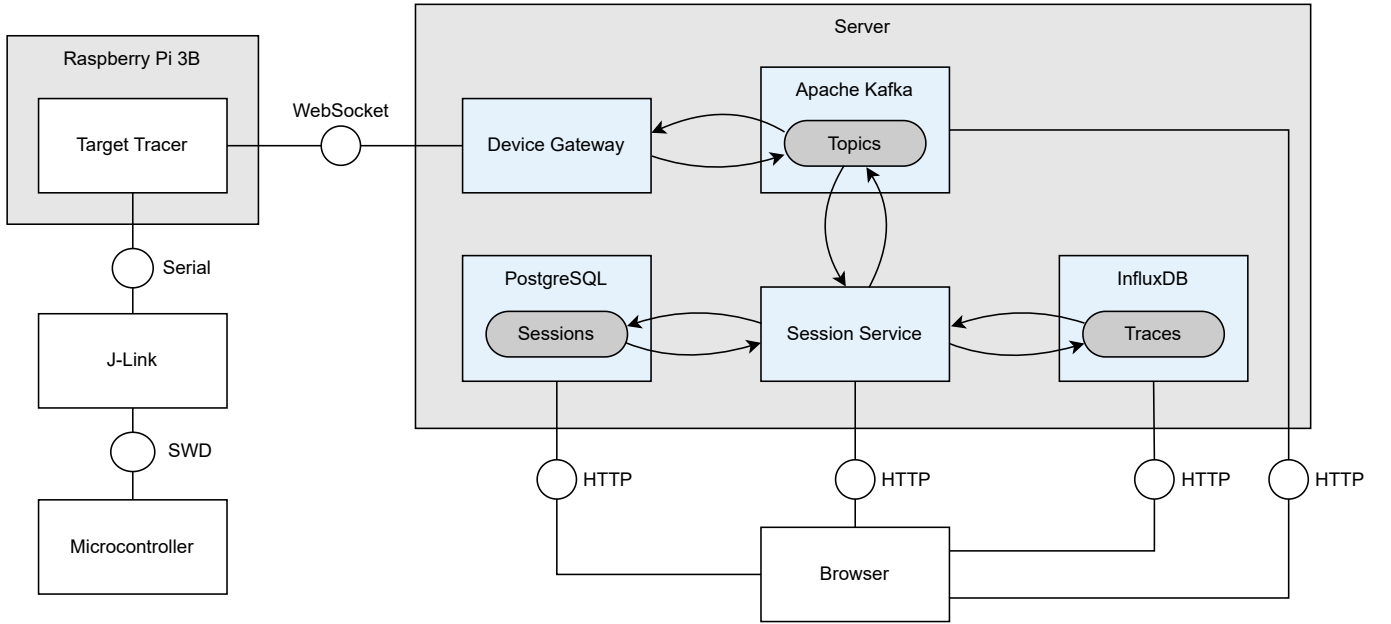 Server
Raspberry Pi 3B
Apache Kafka
WebSocket
Target Tracer
Device Gateway
Topics
Serial
PostgreSQL
InfluxDB
Sessions
Session Service
Traces
J-Link
SWD
HTTP
HTTP
HTTP
HTTP
Microcontroller
Browser